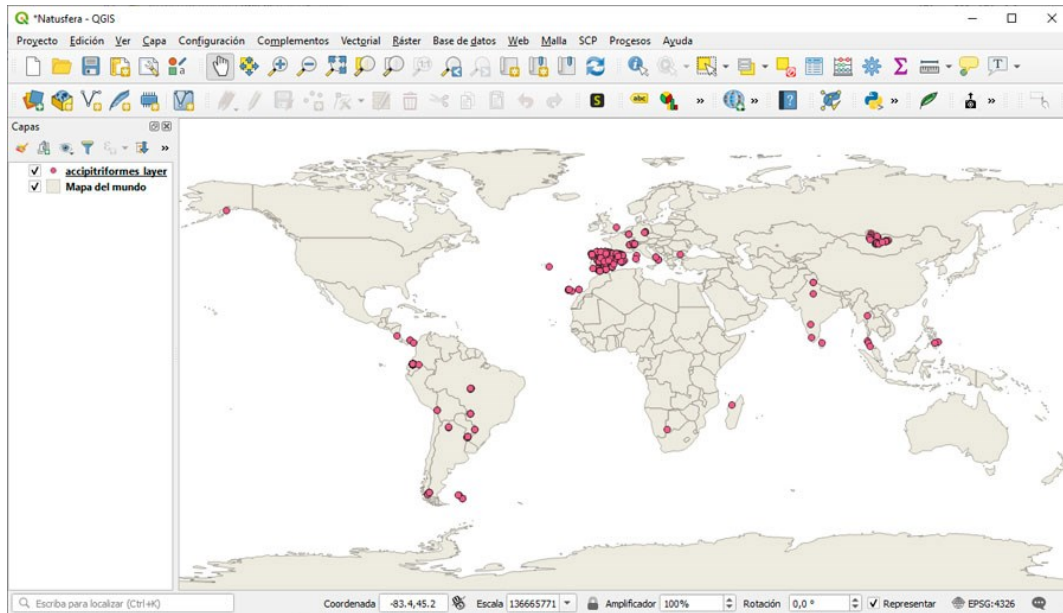 *Natusfera - QGIS
Proyecto Edición Ver Capa Configuración Complementos Vectorial Ráster Base de datos Web Malla SCP Procesos Ayuda
abc
Capas
accipitriformes layer
Mapa del mundo
Escriba para localizar (Ctrl+K)
Coordenada -83.4,45.2 Escala 136665771 Amplificador 100% Rotación 0,0 ° Representar EPSG:4326